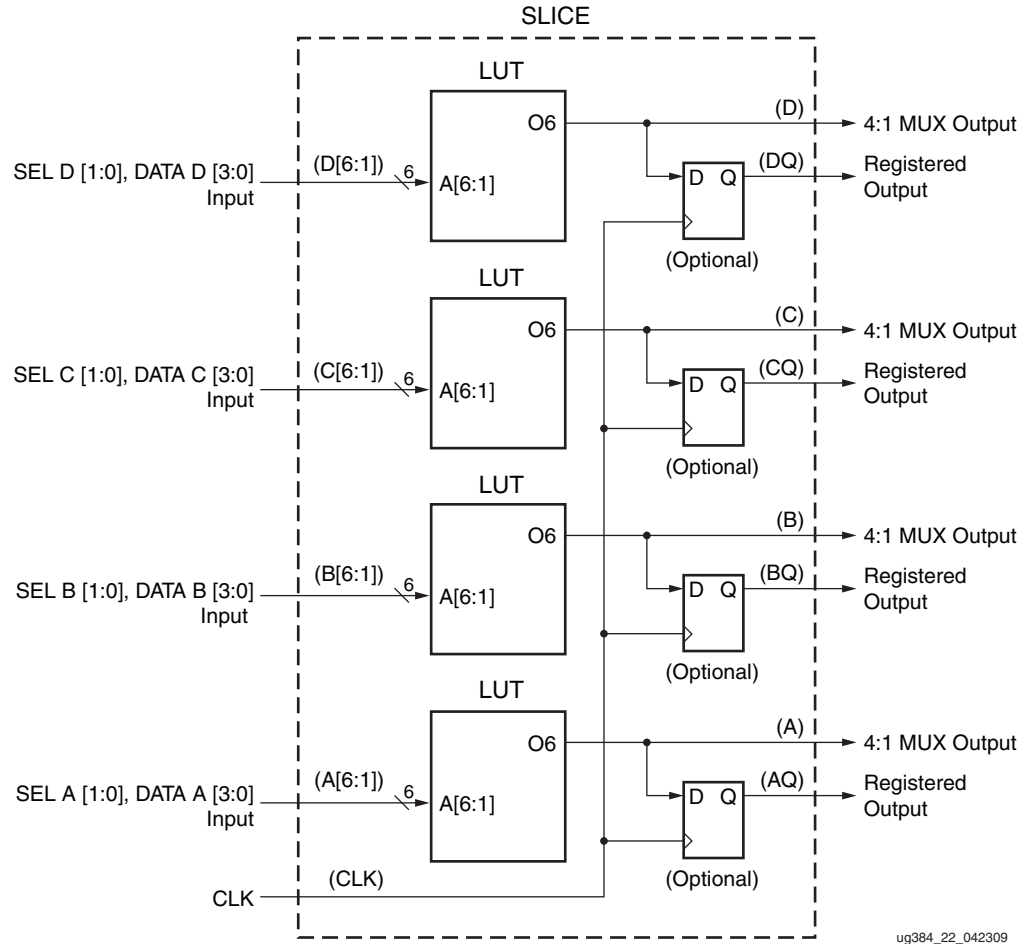 SLICE
LUT
O6
(D)
4:1 MUX Output
SEL D [1:0], DATA D [3:0]
Input
(D[6:1])
6
A[6:1]
D Q
(DQ)
Registered
Output
(Optional)
LUT
O6
(C)
4:1 MUX Output
SEL C [1:0], DATA C [3:0]
Input
(C[6:1])
6
A[6:1]
D Q
(CQ)
Registered
Output
(Optional)
LUT
O6
(B)
4:1 MUX Output
SEL B [1:0], DATA B [3:0]
Input
(B[6:1])
6
A[6:1]
D Q
(BQ)
Registered
Output
(Optional)
LUT
O6
(A)
4:1 MUX Output
SEL A [1:0], DATA A [3:0]
Input
(A[6:1])
6
A[6:1]
D Q
(AQ)
Registered
Output
(Optional)
CLK
(CLK)
ug384_22_042309